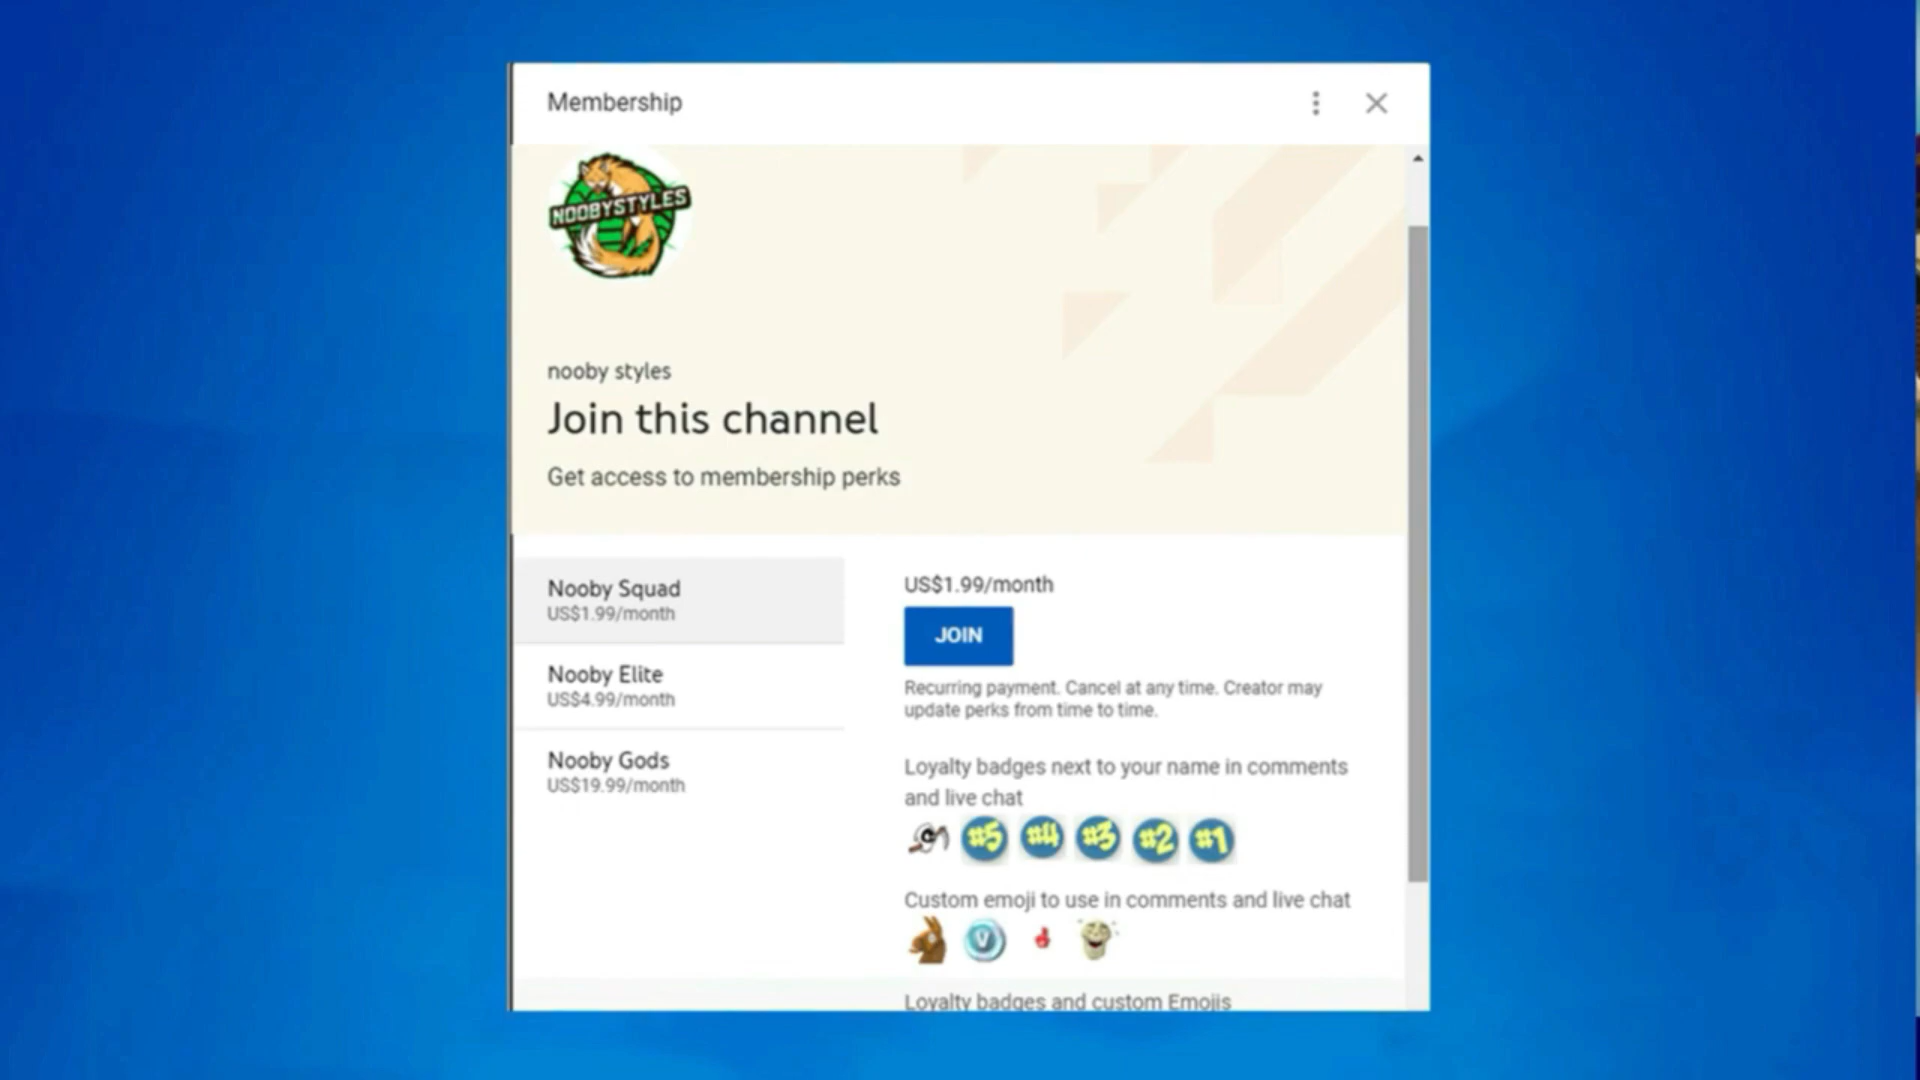 Membership
NOOBYSTYLES
nooby styles
Join this channel
Get access to membership perks
Nooby Squad
US$1.99/month
Nooby Elite
US$4.99/month
Nooby Gods
US$19.99/month
US$1.99/month
JOIN
Recurring payment. Cancel at any time. Creator may
update perks from time to time.
Loyalty badges next to your name in comments
and live chat
#5 #4 #3 #2 #1
Custom emoji to use in comments and live chat
V
Loyalty badges and custom Emojis